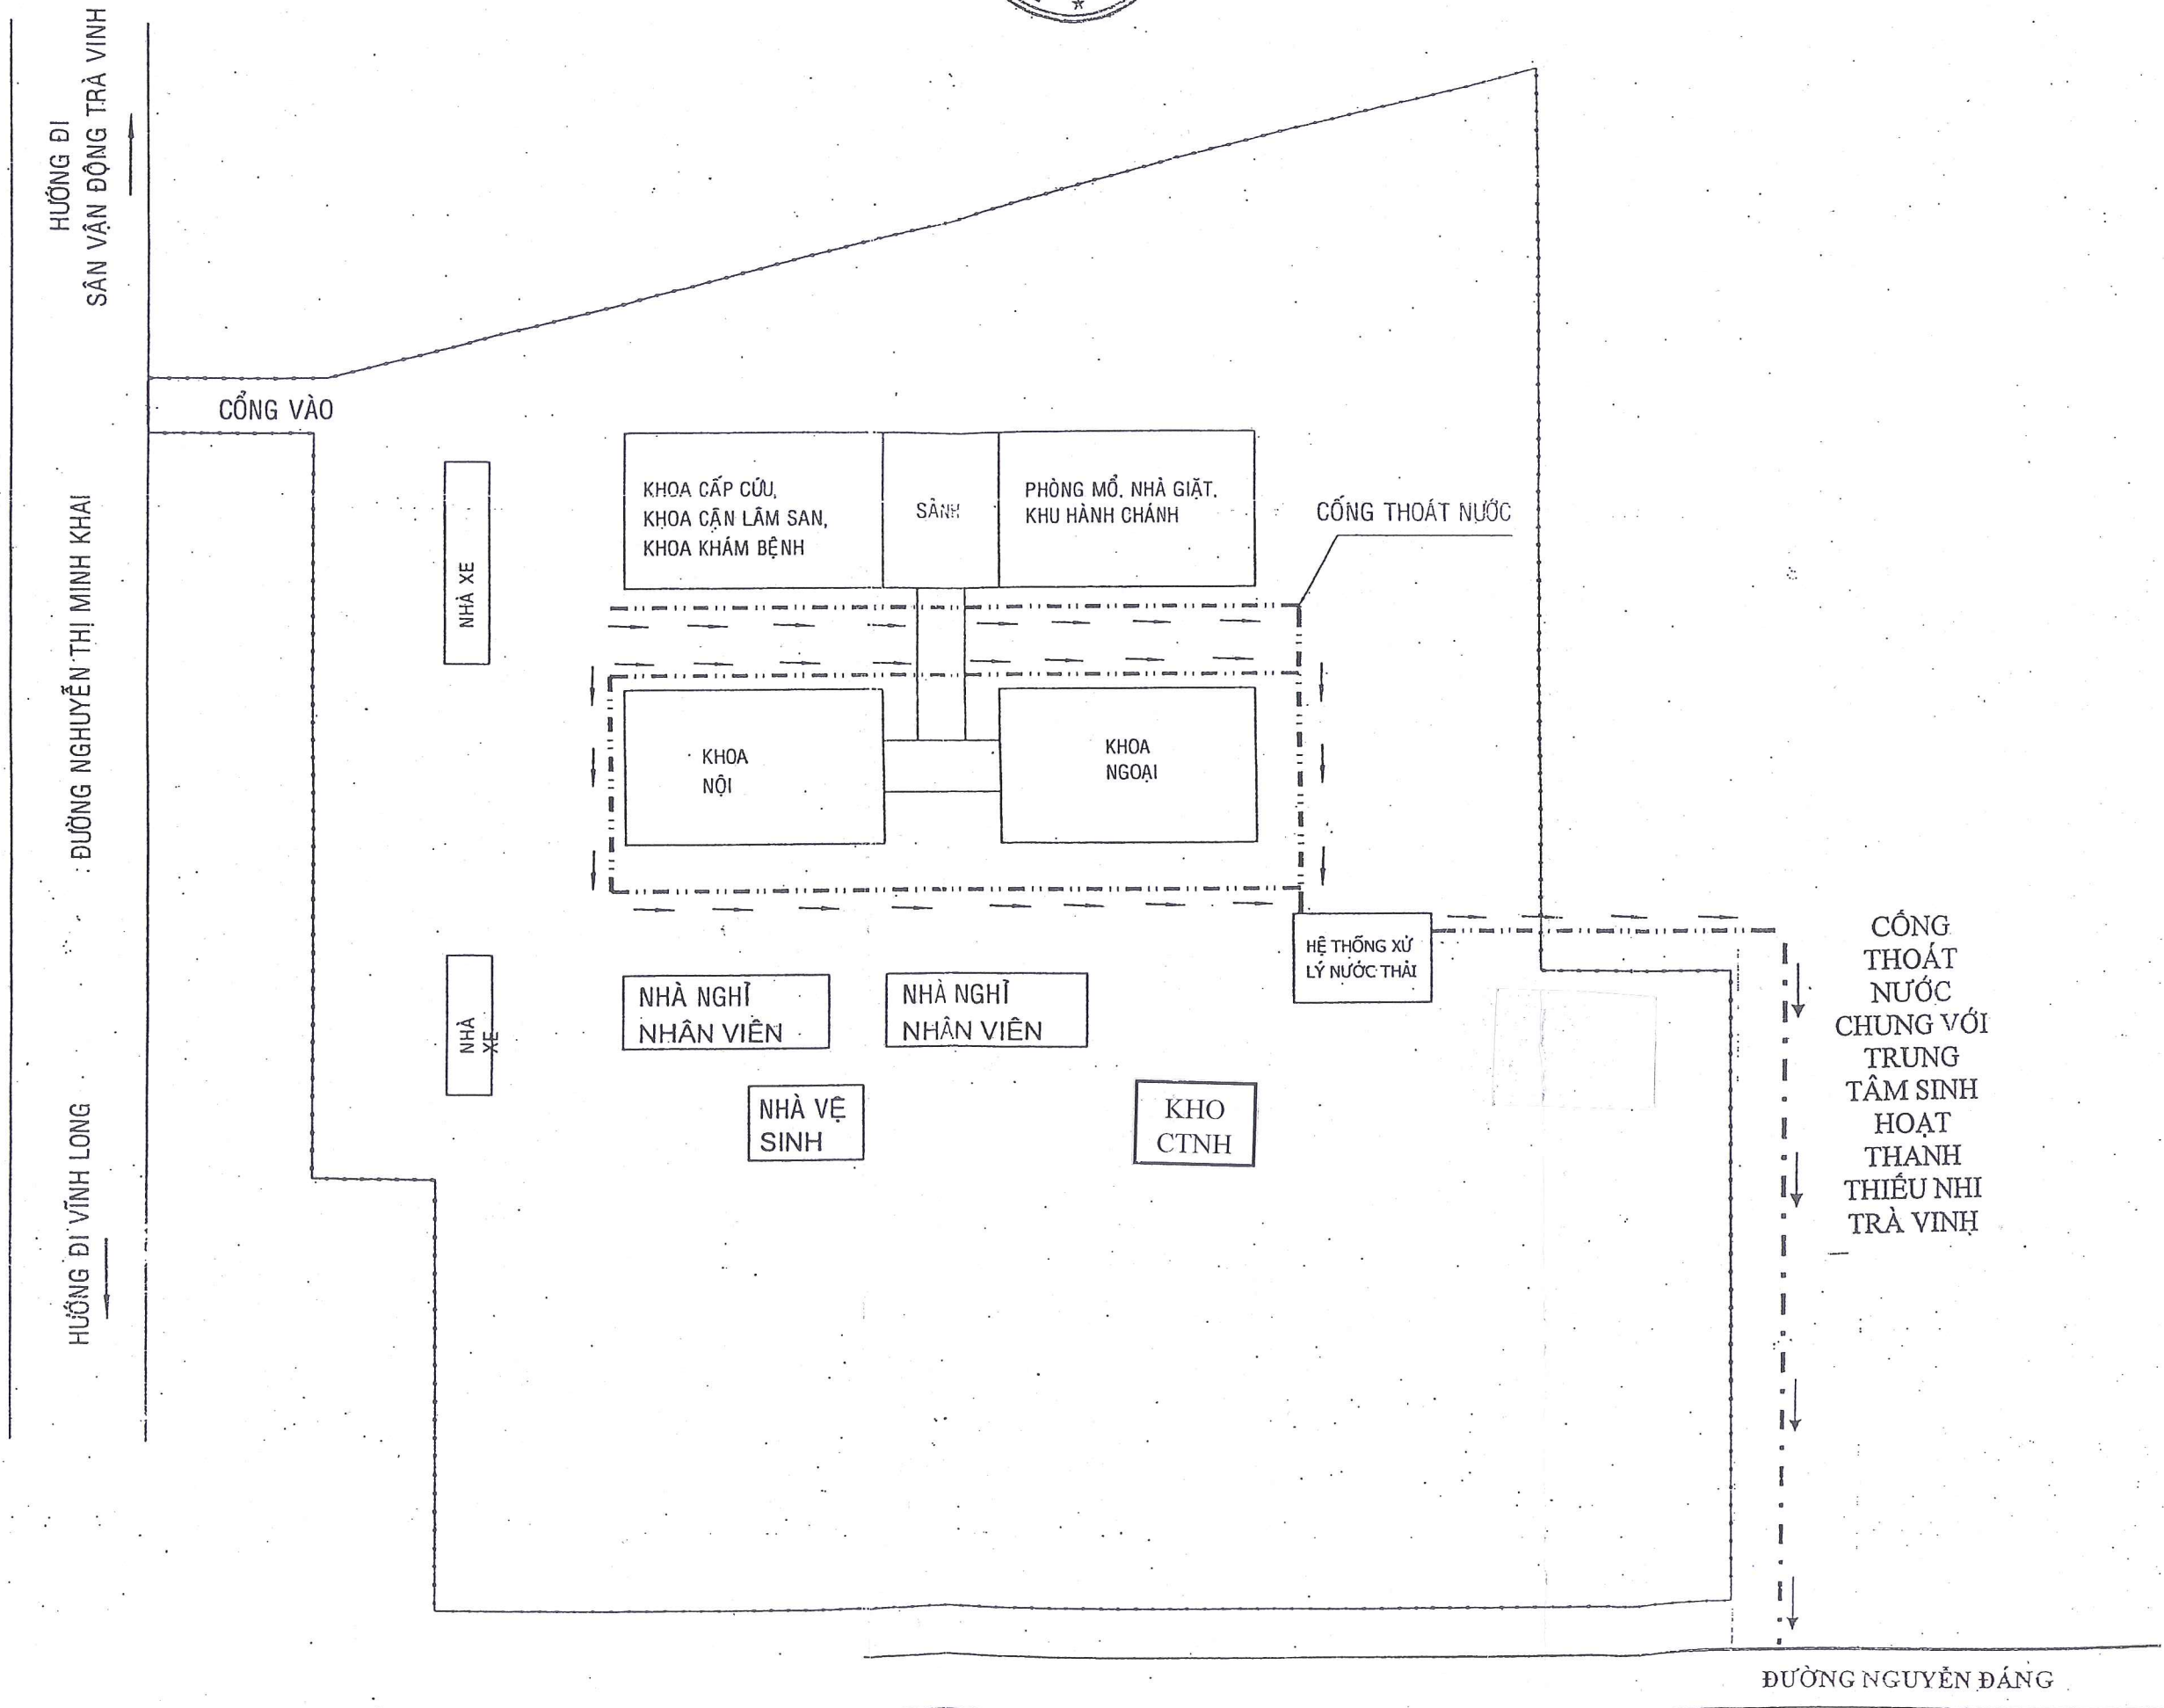 HƯỚNG ĐI
SÂN VẬN ĐỘNG TRÀ VINH
CỔNG VÀO
ĐƯỜNG NGHUYỄN THỊ MINH KHAI
HƯỚNG ĐI VĨNH LONG
NHÀ XE
KHOA CẤP CỨU,
KHOA CẬN LÂM SAN,
KHOA KHÁM BỆNH
SẢNH
PHÒNG MỔ, NHÀ GIẶT,
KHU HÀNH CHÁNH
CỐNG THOÁT NƯỚC
KHOA
NỘI
KHOA
NGOẠI
HỆ THỐNG XỬ
LÝ NƯỚC THẢI
NHÀ
XE
NHÀ NGHỈ
NHÂN VIÊN
NHÀ NGHỈ
NHÂN VIÊN
NHÀ VỆ
SINH
KHO
CTNH
CỐNG
THOÁT
NƯỚC
CHUNG VỚI
TRUNG
TÂM SINH
HOẠT
THANH
THIẾU NHI
TRÀ VINH
ĐƯỜNG NGUYỄN ĐÁNG